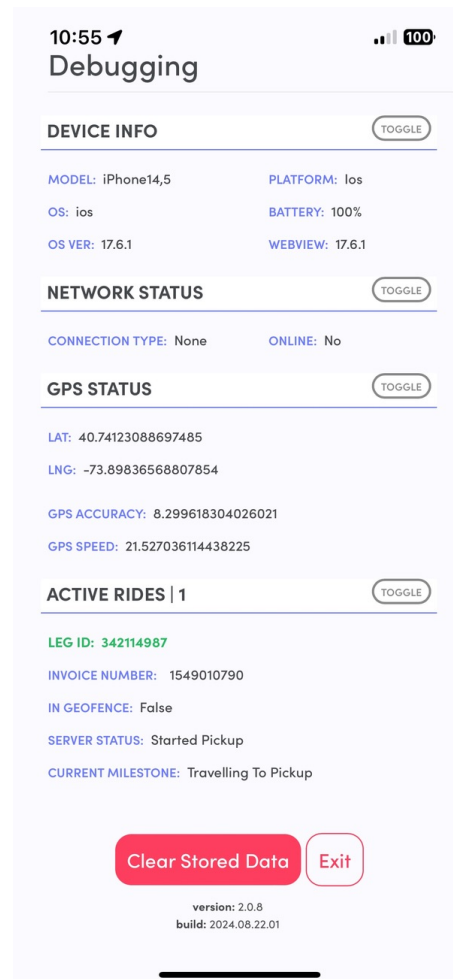 10:55
100
Debugging
DEVICE INFO TOGGLE
MODEL: iPhone14,5 PLATFORM: Ios
OS: ios BATTERY: 100%
OS VER: 17.6.1 WEBVIEW: 17.6.1
NETWORK STATUS TOGGLE
CONNECTION TYPE: None ONLINE: No
GPS STATUS TOGGLE
LAT: 40.74123088697485
LNG: -73.89836568807854
GPS ACCURACY: 8.299618304026021
GPS SPEED: 21.527036114438225
ACTIVE RIDES | 1 TOGGLE
LEG ID: 342114987
INVOICE NUMBER: 1549010790
IN GEOFENCE: False
SERVER STATUS: Started Pickup
CURRENT MILESTONE: Travelling To Pickup
Clear Stored Data Exit
version: 2.0.8
build: 2024.08.22.01